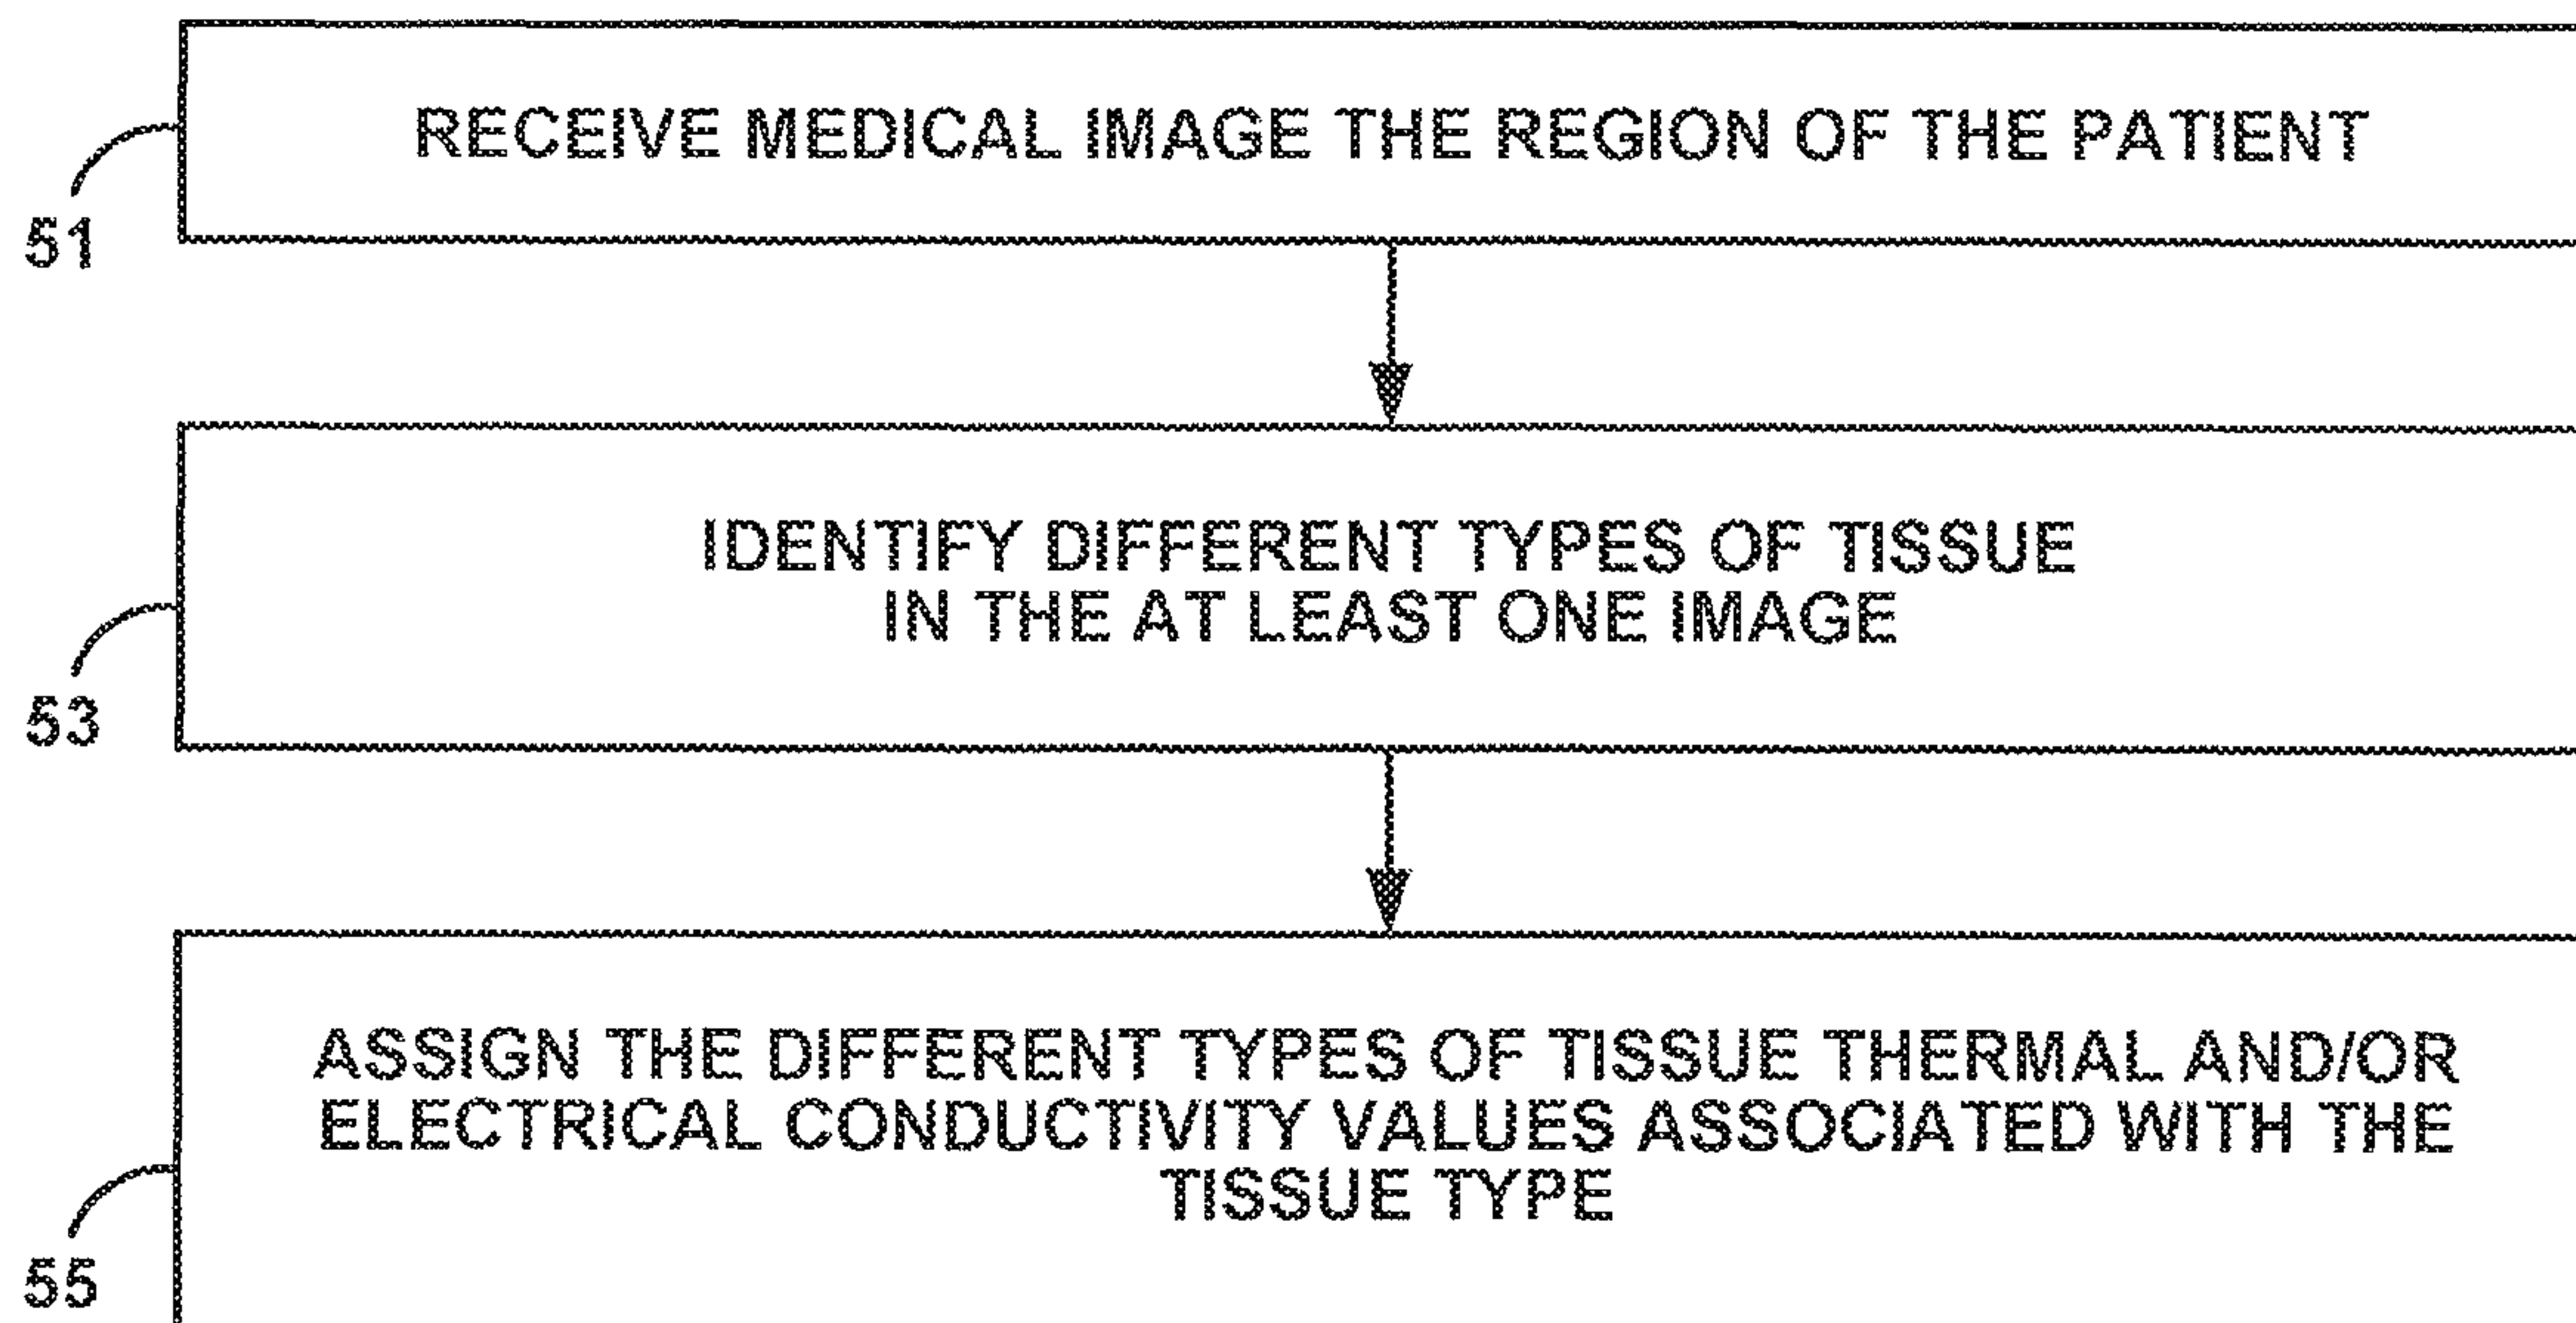 RECEIVE MEDICAL IMAGE THE REGION OF THE PATIENT
51
IDENTIFY DIFFERENT TYPES OF TISSUE
IN THE AT LEAST ONE IMAGE
53
ASSIGN THE DIFFERENT TYPES OF TISSUE THERMAL AND/OR
ELECTRICAL CONDUCTIVITY VALUES ASSOCIATED WITH THE
TISSUE TYPE
55